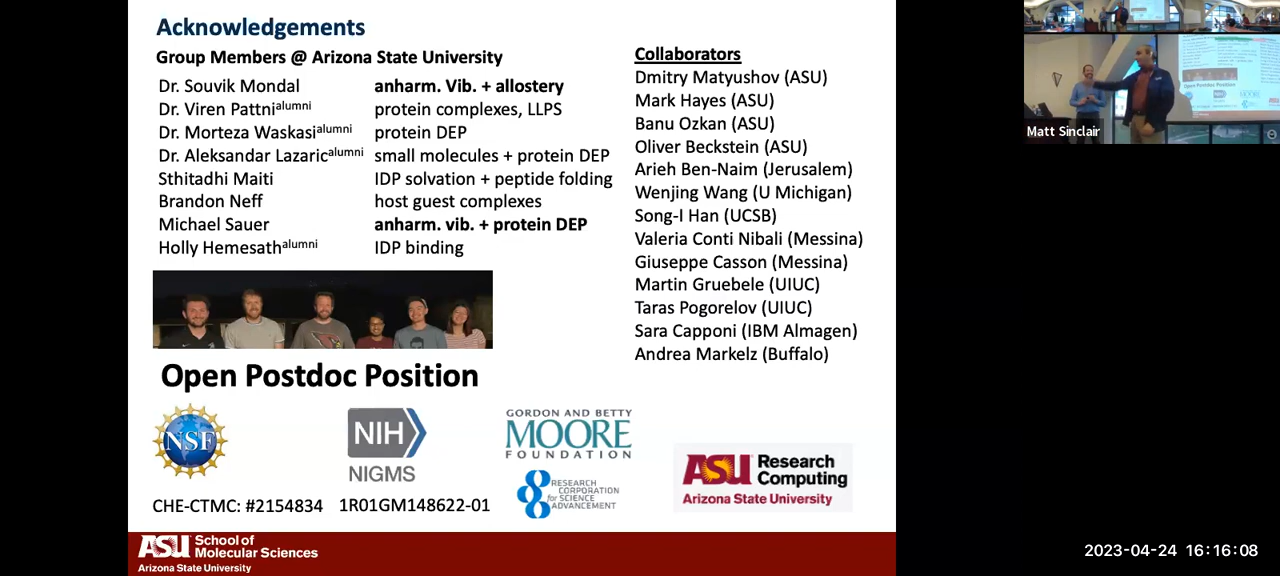 Acknowledgements
Group Members @ Arizona State University
Dr. Souvik Mondal anharm. Vib. + allostery
Dr. Viren Pattni alumni protein complexes, LLPS
Dr. Morteza Waskasi alumni protein DEP
Dr. Aleksandar Lazaric alumni small molecules + protein DEP
Sthitadhi Maiti IDP solvation + peptide folding
Brandon Neff host guest complexes
Michael Sauer anharm. vib. + protein DEP
Holly Hemesath alumni IDP binding
Open Postdoc Position
NSF
CHE-CTMC: #2154834
NIH
NIGMS
1R01GM148622-01
GORDON AND BETTY
MOORE
FOUNDATION
RESEARCH
CORPORATION
for SCIENCE
ADVANCEMENT
Collaborators
Dmitry Matyushov (ASU)
Mark Hayes (ASU)
Banu Ozkan (ASU)
Oliver Beckstein (ASU)
Arieh Ben-Naim (Jerusalem)
Wenjing Wang (U Michigan)
Song-I Han (UCSB)
Valeria Conti Nibali (Messina)
Giuseppe Casson (Messina)
Martin Gruebele (UIUC)
Taras Pogorelov (UIUC)
Sara Capponi (IBM Almagen)
Andrea Markelz (Buffalo)
ASU Research
Computing
Arizona State University
ASU School of
Molecular Sciences
Arizona State University
Matt Sinclair
Open Postdoc Position
2023-04-24 16:16:08